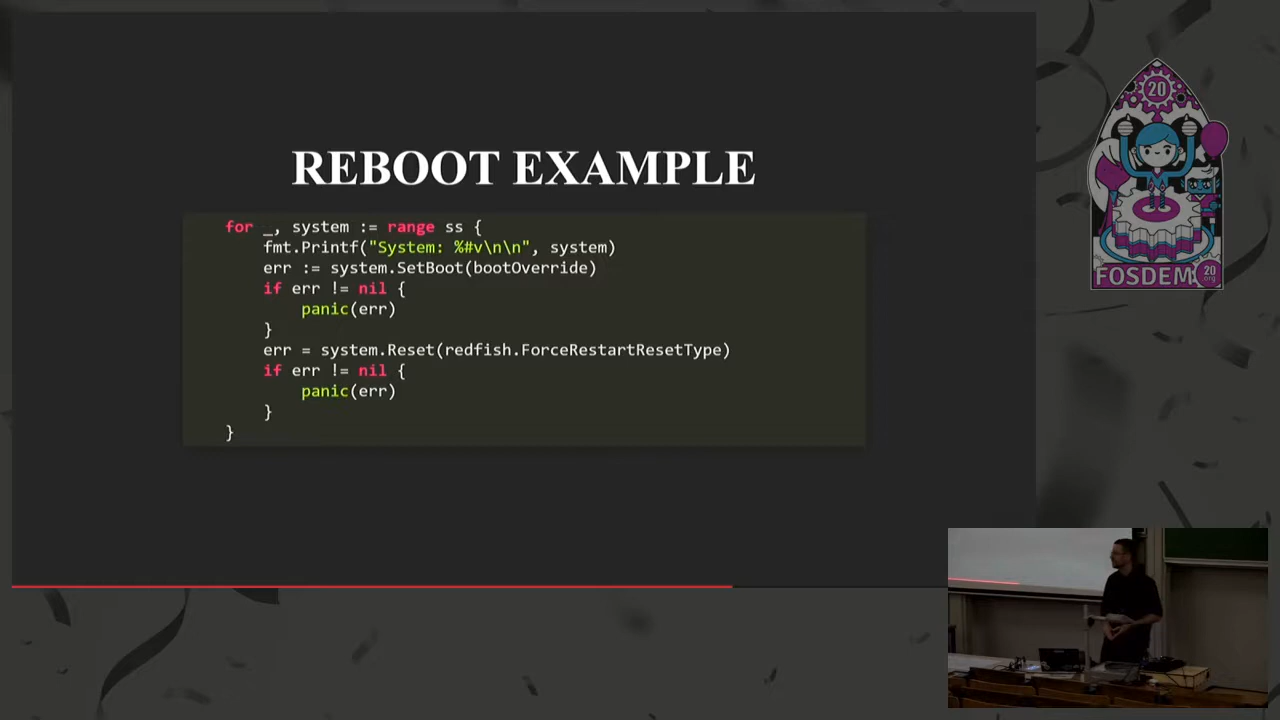 REBOOT EXAMPLE
for _, system := range ss {
    fmt.Printf("System: %#v\n\n", system)
    err := system.SetBoot(bootOverride)
    if err != nil {
        panic(err)
    }
    err = system.Reset(redfish.ForceRestartResetType)
    if err != nil {
        panic(err)
    }
}
20
FOSDEM 20
.org